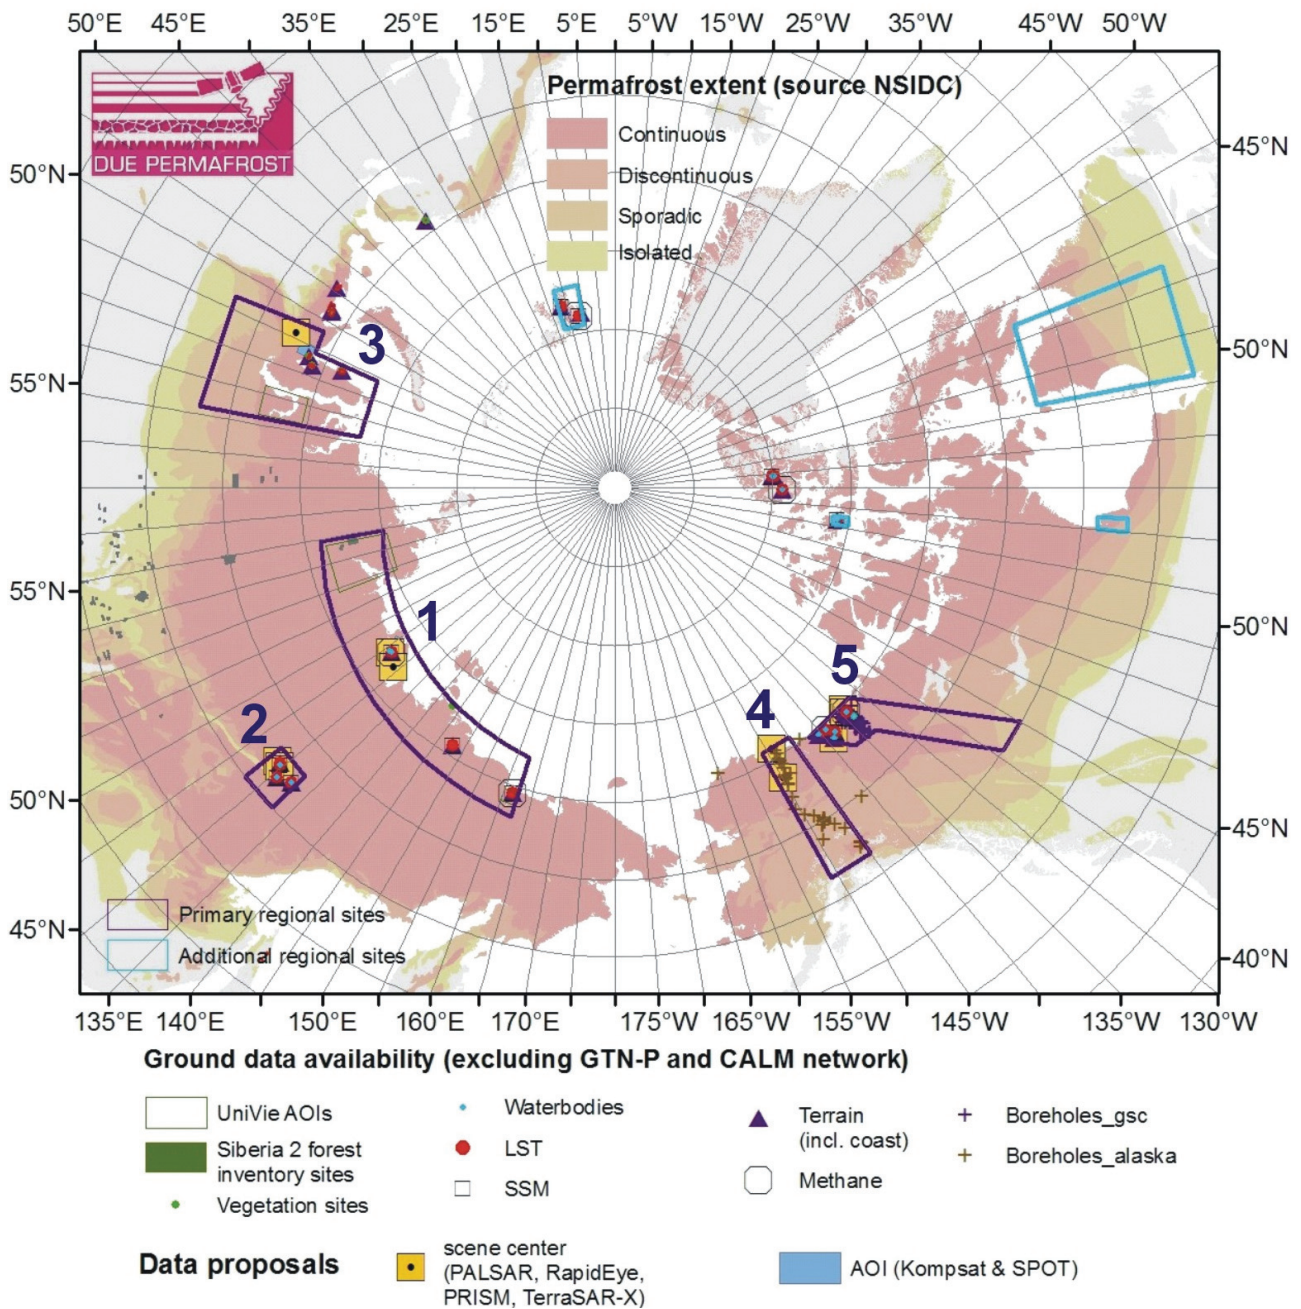 50°E 45°E 35°E 25°E 15°E 5°E 5°W 15°W 25°W 35°W 45°W 50°W
DUE PERMAFROST
Permafrost extent (source NSIDC)
Continuous
Discontinuous
Sporadic
Isolated
50°N
55°N
55°N
50°N
45°N
45°N
50°N
50°N
45°N
40°N
3
1
2
5
4
Primary regional sites
Additional regional sites
135°E 140°E 150°E 160°E 170°E 175°W 165°W 155°W 145°W 135°W 130°W
Ground data availability (excluding GTN-P and CALM network)
UniVie AOIs
Siberia 2 forest
inventory sites
Vegetation sites
Waterbodies
LST
SSM
Terrain
(incl. coast)
Methane
Boreholes_gsc
Boreholes_alaska
Data proposals
scene center
(PALSAR, RapidEye,
PRISM, TerraSAR-X)
AOI (Kompsat & SPOT)